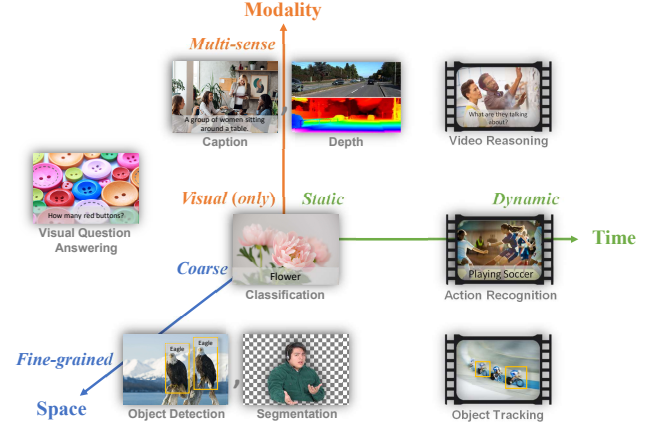 Modality
Multi-sense
A group of women sitting
around a table.
,
Caption
Depth
What are they talking
about?
Video Reasoning
How many red buttons?
Visual Question
Answering
Visual (only)
Static
Dynamic
Time
Flower
Classification
Playing Soccer
Action Recognition
Coarse
Fine-grained
Space
Eagle
Eagle
,
Object Detection
Segmentation
Object Tracking